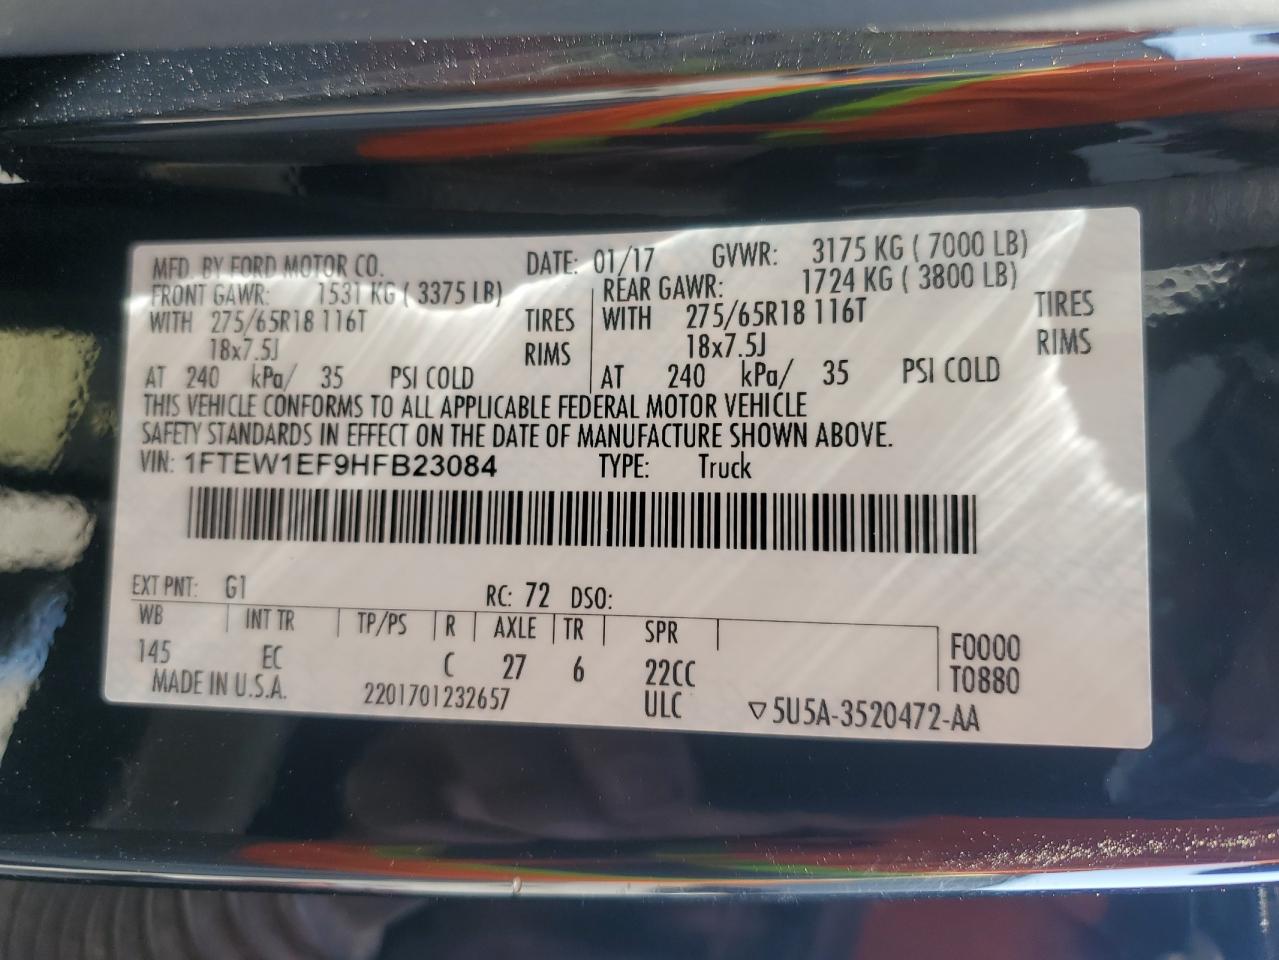 MFD. BY FORD MOTOR CO. DATE: 01/17 GVWR: 3175 KG ( 7000 LB)
FRONT GAWR: 1531 KG ( 3375 LB) REAR GAWR: 1724 KG ( 3800 LB)
WITH 275/65R18 116T TIRES WITH 275/65R18 116T TIRES
18x7.5J RIMS 18x7.5J RIMS
AT 240 kPa/ 35 PSI COLD AT 240 kPa/ 35 PSI COLD
THIS VEHICLE CONFORMS TO ALL APPLICABLE FEDERAL MOTOR VEHICLE
SAFETY STANDARDS IN EFFECT ON THE DATE OF MANUFACTURE SHOWN ABOVE.
VIN: 1FTEW1EF9HFB23084 TYPE: Truck
EXT PNT: G1 RC: 72 DSO:
WB INT TR TP/PS R AXLE TR SPR F0000
145 EC C 27 6 22CC T0880
MADE IN U.S.A. 2201701232657 ULC ▽5U5A-3520472-AA